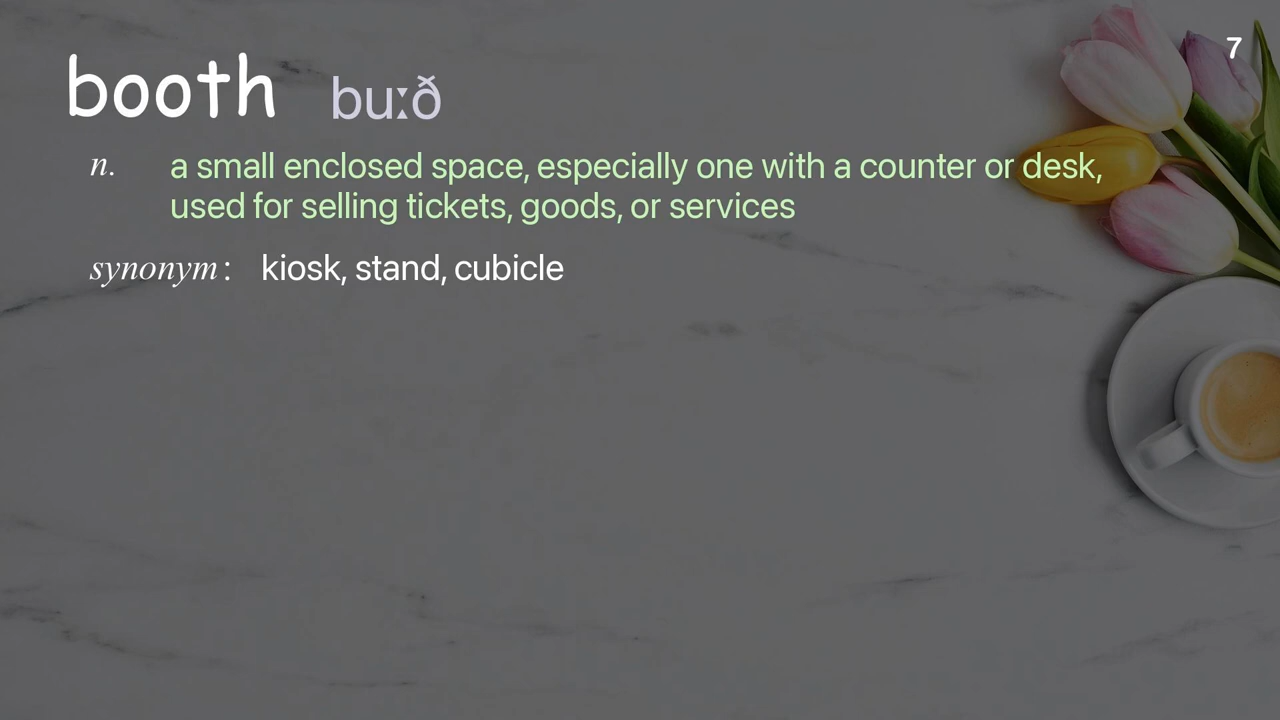 7
booth buːð
n. a small enclosed space, especially one with a counter or desk,
used for selling tickets, goods, or services
synonym: kiosk, stand, cubicle